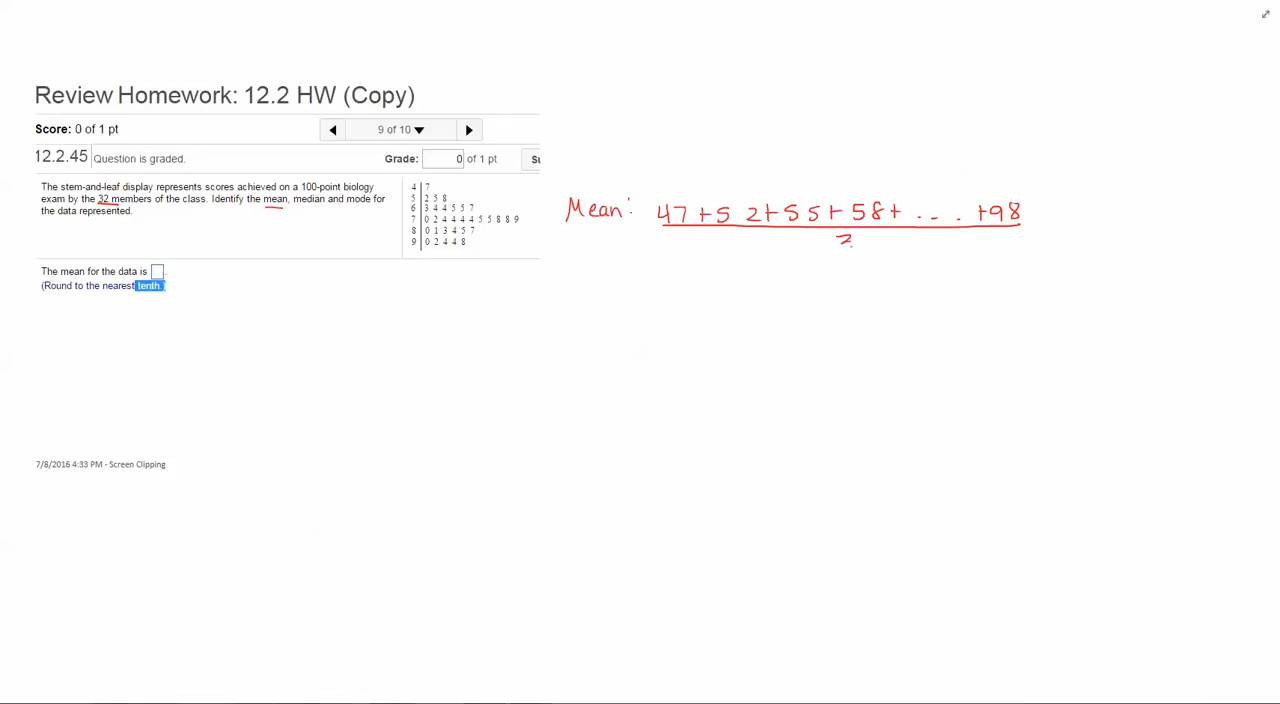 Review Homework: 12.2 HW (Copy)
Score: 0 of 1 pt
9 of 10
12.2.45 Question is graded.
Grade: 0 of 1 pt
Su
The stem-and-leaf display represents scores achieved on a 100-point biology
exam by the 32 members of the class. Identify the mean, median and mode for
the data represented.
4 7
5 2 5 8
6 3 4 4 5 5 7
7 0 2 4 4 4 4 5 5 8 8 9
8 0 1 3 4 5 7
9 0 2 4 4 8
Mean: 47+52+55+58+ .... +98
3
The mean for the data is .
(Round to the nearest tenth.)
7/8/2016 4:33 PM - Screen Clipping